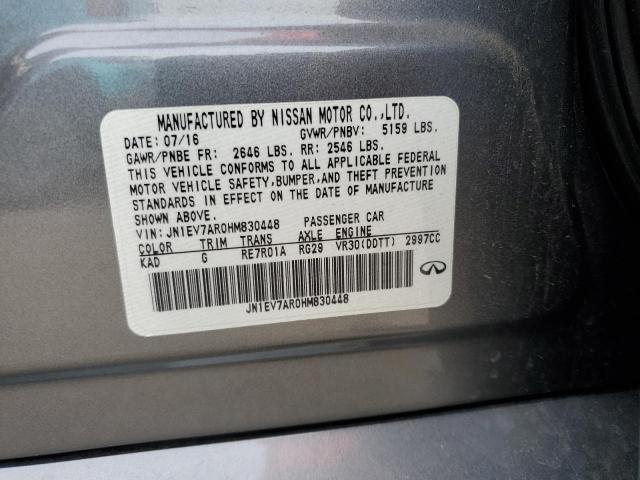 MANUFACTURED BY NISSAN MOTOR CO.,LTD.
DATE: 07/16 GVWR/PNBV: 5159 LBS.
GAWR/PNBE FR: 2646 LBS. RR: 2546 LBS.
THIS VEHICLE CONFORMS TO ALL APPLICABLE FEDERAL
MOTOR VEHICLE SAFETY,BUMPER,AND THEFT PREVENTION
STANDARDS IN EFFECT ON THE DATE OF MANUFACTURE
SHOWN ABOVE.
VIN: JN1EV7AR0HM830448 PASSENGER CAR
COLOR TRIM TRANS AXLE ENGINE
KAD G RE7R01A RG29 VR30(DDTT) 2997CC
JN1EV7AR0HM830448